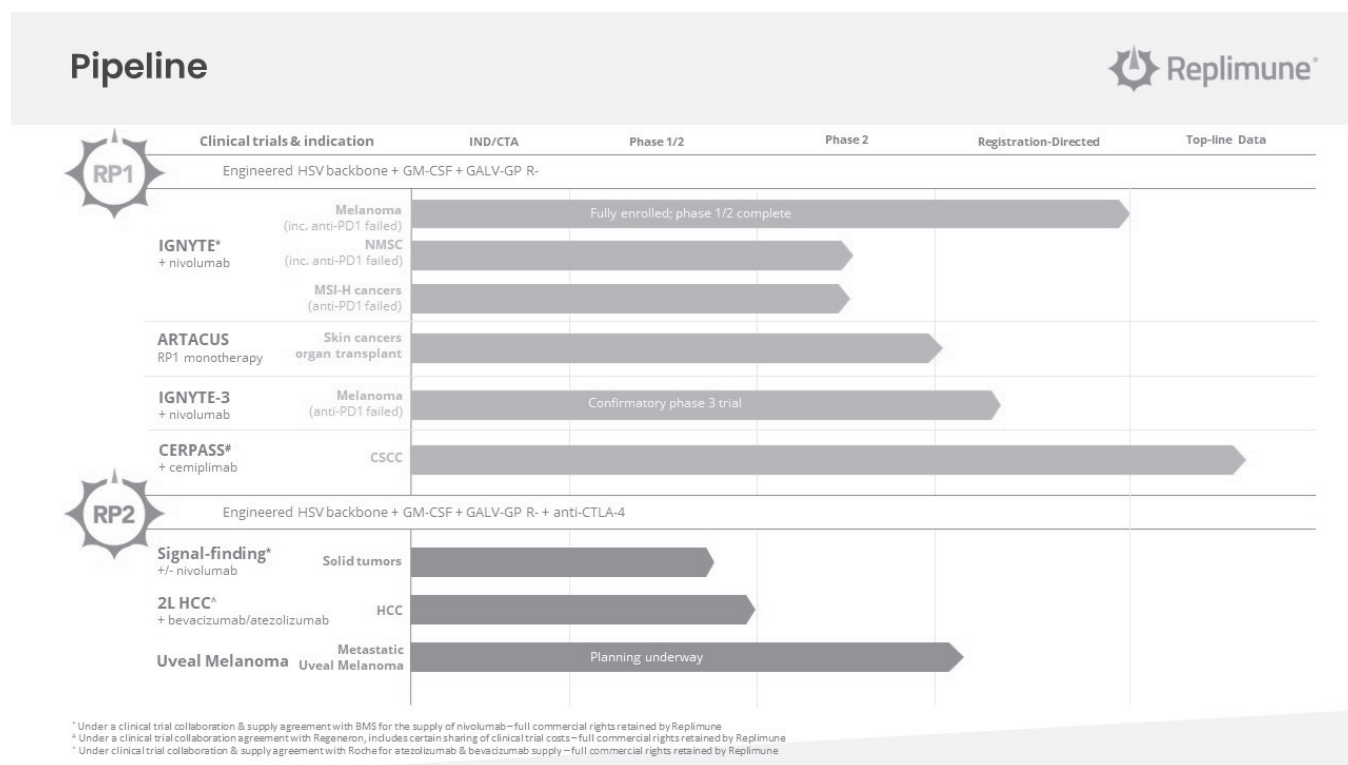 Pipeline
Replimune®
Clinical trials & indication IND/CTA Phase 1/2 Phase 2 Registration-Directed Top-line Data
RP1
Engineered HSV backbone + GM-CSF + GALV-GP R-
IGNYTE*
+ nivolumab
Melanoma
(inc. anti-PD1 failed)
Fully enrolled; phase 1/2 complete
NMSC
(inc. anti-PD1 failed)
MSI-H cancers
(anti-PD1 failed)
ARTACUS
RP1 monotherapy
Skin cancers
organ transplant
IGNYTE-3
+ nivolumab
Melanoma
(anti-PD1 failed)
Confirmatory phase 3 trial
CERPASS#
+ cemiplimab
CSCC
RP2
Engineered HSV backbone + GM-CSF + GALV-GP R- + anti-CTLA-4
Signal-finding*
+/- nivolumab
Solid tumors
2L HCC^
+ bevacizumab/atezolizumab
HCC
Uveal Melanoma
Metastatic
Uveal Melanoma
Planning underway
* Under a clinical trial collaboration & supply agreement with BMS for the supply of nivolumab – full commercial rights retained by Replimune
# Under a clinical trial collaboration agreement with Regeneron, includes certain sharing of clinical trial costs – full commercial rights retained by Replimune
^ Under clinical trial collaboration & supply agreement with Roche for atezolizumab & bevacizumab supply – full commercial rights retained by Replimune